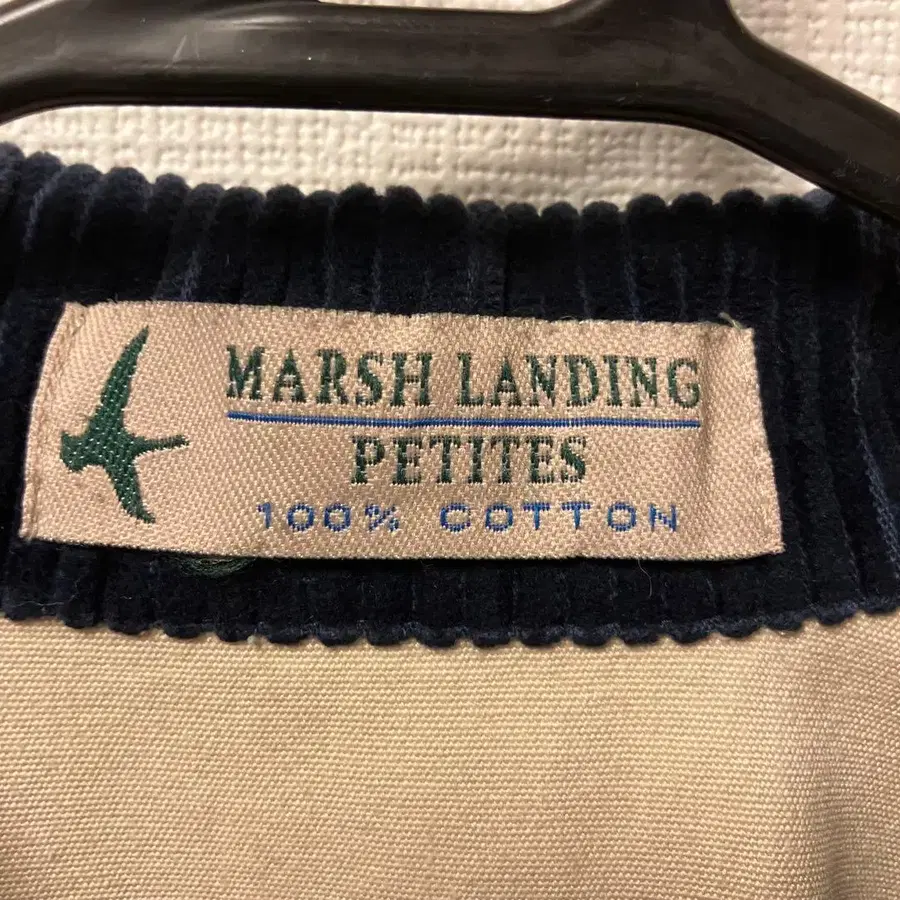 MARSH LANDING
PETITES
100% COTTON